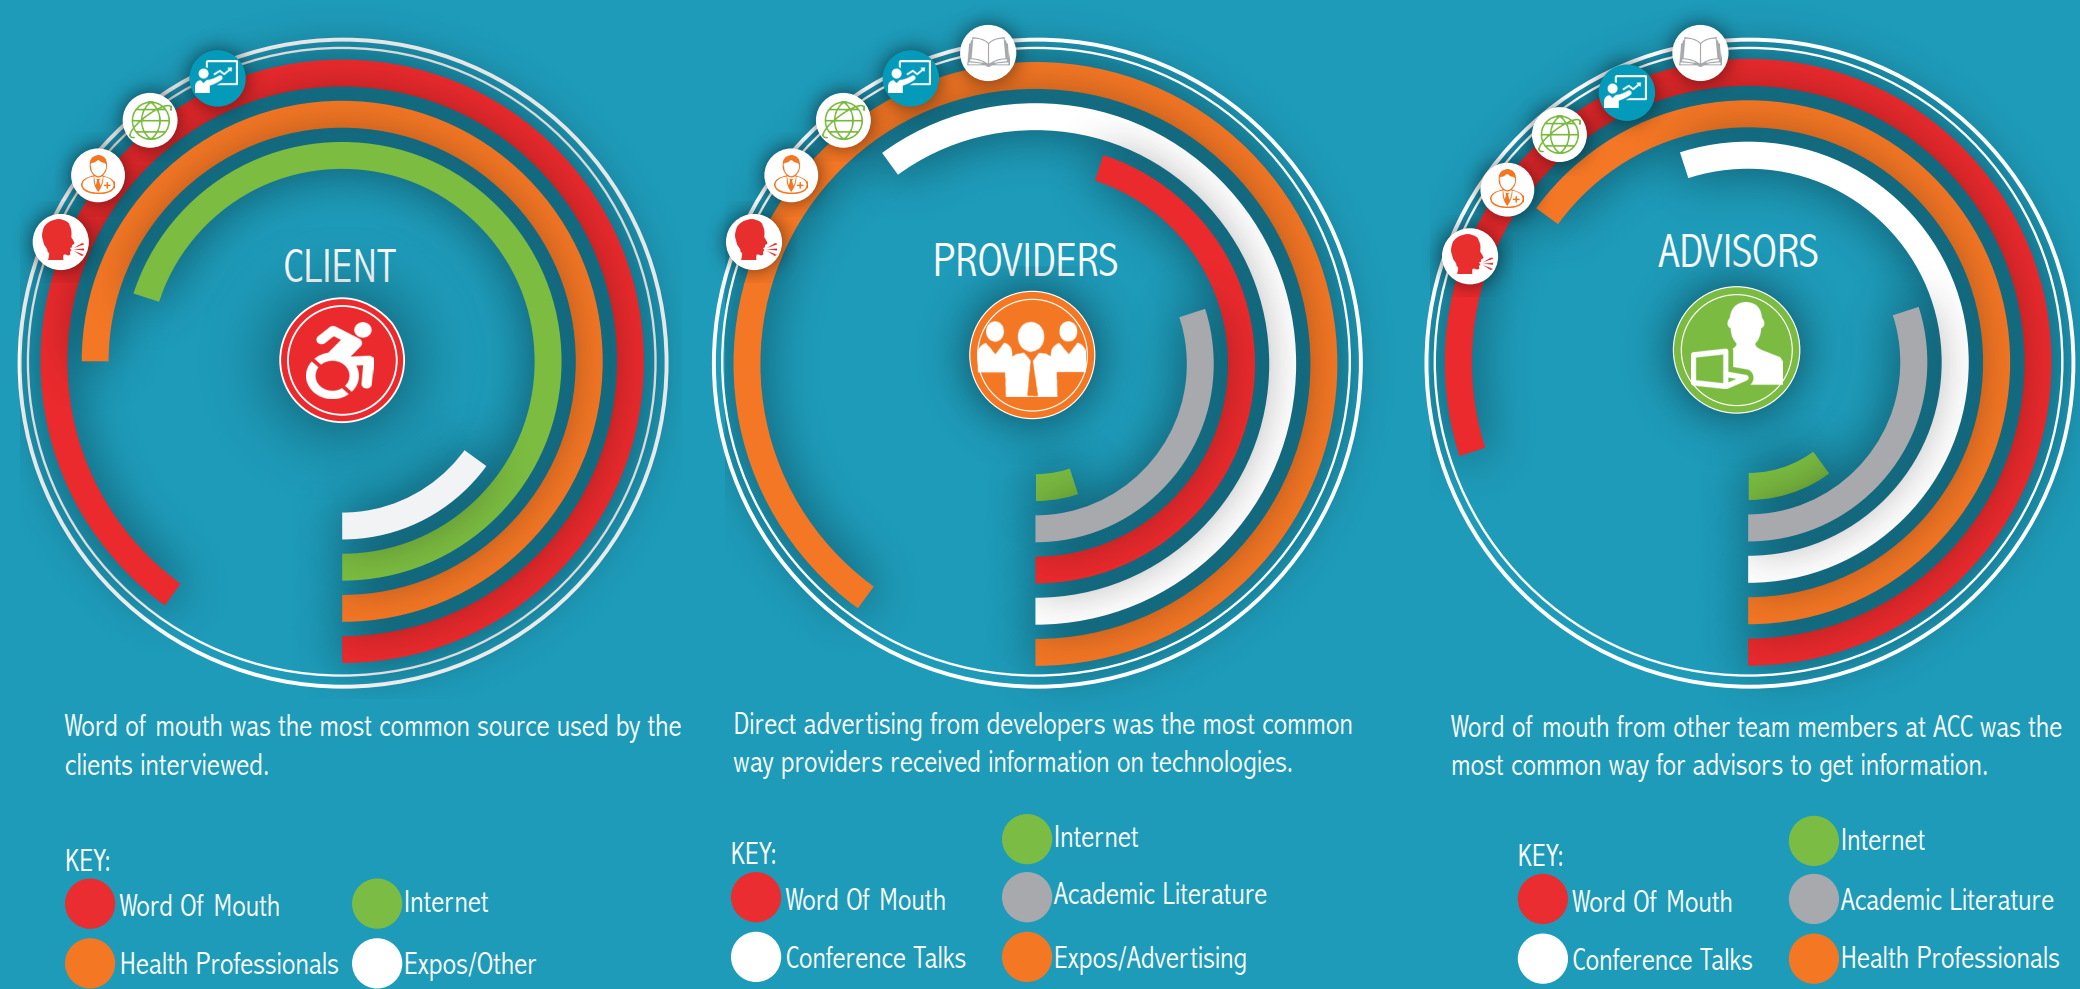 CLIENT
Word of mouth was the most common source used by the
clients interviewed.
KEY:
Word Of Mouth
Internet
Health Professionals
Expos/Other
PROVIDERS
Direct advertising from developers was the most common
way providers received information on technologies.
KEY:
Internet
Word Of Mouth
Academic Literature
Conference Talks
Expos/Advertising
ADVISORS
Word of mouth from other team members at ACC was the
most common way for advisors to get information.
KEY:
Internet
Word Of Mouth
Academic Literature
Conference Talks
Health Professionals